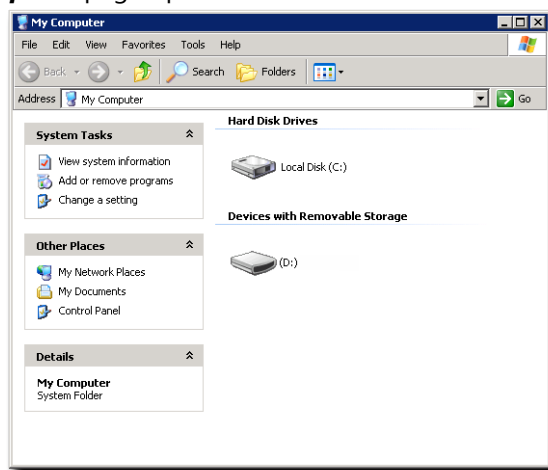 My Computer
File Edit View Favorites Tools Help
Back Search Folders
Address My Computer Go
System Tasks
View system information
Add or remove programs
Change a setting
Other Places
My Network Places
My Documents
Control Panel
Details
My Computer
System Folder
Hard Disk Drives
Local Disk (C:)
Devices with Removable Storage
(D:)